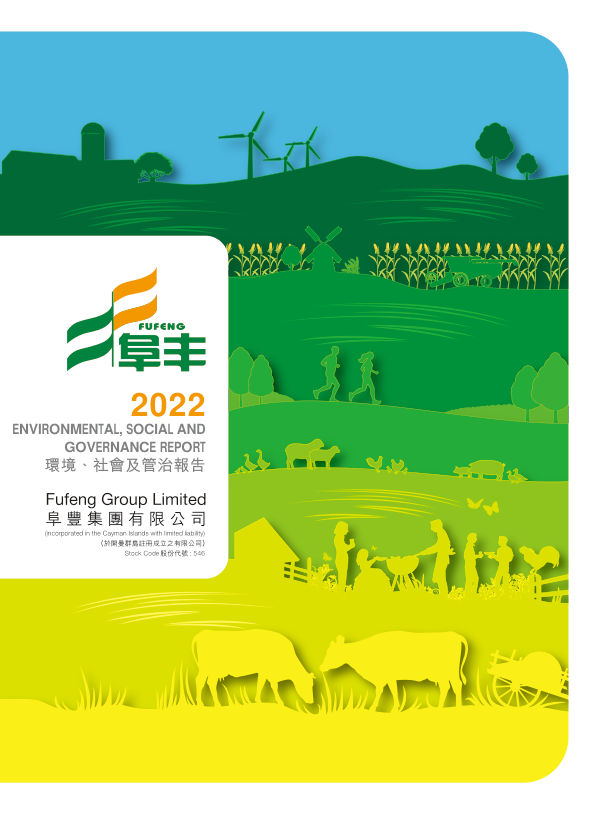 FUFENG
阜丰
2022
ENVIRONMENTAL, SOCIAL AND
GOVERNANCE REPORT
環境、社會及管治報告
Fufeng Group Limited
阜豐集團有限公司
(incorporated in the Cayman Islands with limited liability)
(於開曼群島註冊成立之有限公司)
Stock Code 股份代號 : 546